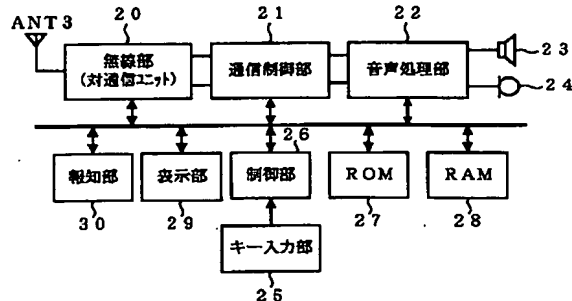 ANT3
20
21
22
無線部
(対通信ユニット)
通信制御部
音声処理部
23
24
26
報知部
表示部
制御部
ROM
RAM
30
29
27
28
キー入力部
25